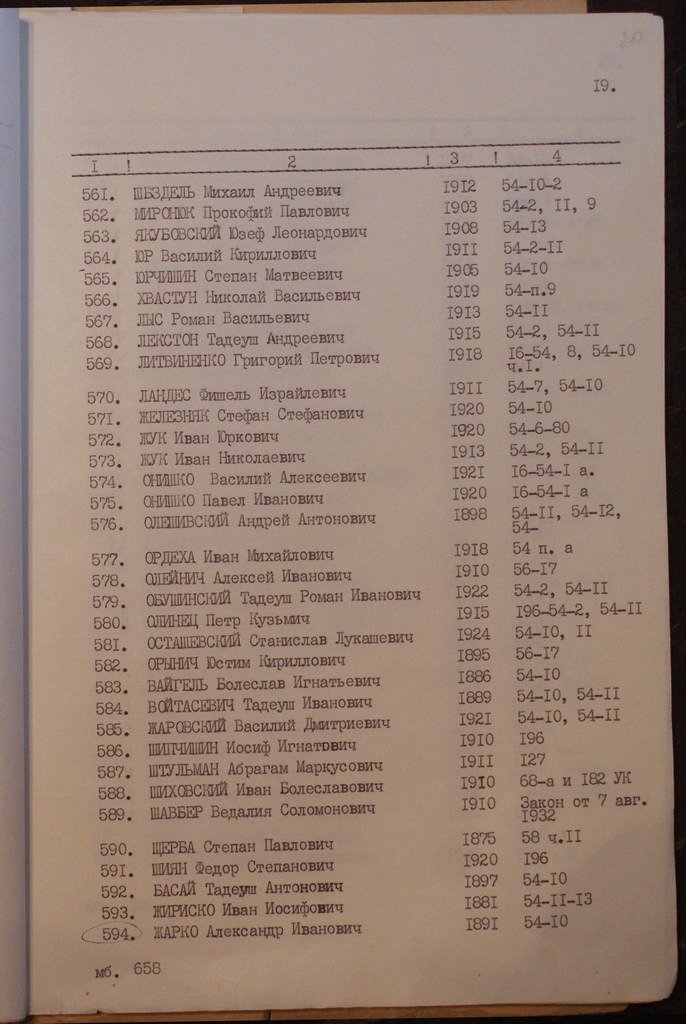 20
19.
I ! 2 ! 3 ! 4
561. ШБЗДЕЛЬ Михаил Андреевич I9I2 54-I0-2
562. МИРОНЮК Прокофий Павлович I903 54-2, II, 9
563. ЯКУБОВСКИЙ Юзеф Леонардович I908 54-I3
564. ЮР Василий Кириллович I9II 54-2-II
565. ЮРЧИШИН Степан Матвеевич I905 54-I0
566. ХВАСТУН Николай Васильевич I9I9 54-п.9
567. ЛЫС Роман Васильевич I9I3 54-II
568. ЛЕКСТОН Тадеуш Андреевич I9I5 54-2, 54-II
569. ЛИТВИНЕНКО Григорий Петрович I9I8 I6-54, 8, 54-I0
ч.I.
570. ЛАНДЕС Фишель Израйлевич I9II 54-7, 54-I0
57I. ЖЕЛЕЗНЯК Стефан Стефанович I920 54-I0
572. ЖУК Иван Юркович I920 54-6-80
573. ЖУК Иван Николаевич I9I3 54-2, 54-II
574. ОНИШКО Василий Алексеевич I92I I6-54-I а.
575. ОНИШКО Павел Иванович I920 I6-54-I а
576. ОЛЕШИВСКИЙ Андрей Антонович I898 54-II, 54-I2,
54-
577. ОРДЕХА Иван Михайлович I9I8 54 п. а
578. ОЛЕЙНИЧ Алексей Иванович I9I0 56-I7
579. ОБУШИНСКИЙ Тадеуш Роман Иванович I922 54-2, 54-II
580. ОЛИНЕЦ Петр Кузьмич I9I5 I96-54-2, 54-II
58I. ОСТАШЕВСКИЙ Станислав Лукашевич I924 54-I0, II
582. ОРЫНИЧ Юстим Кириллович I895 56-I7
583. ВАЙГЕЛЬ Болеслав Игнатьевич I886 54-I0
584. ВОЙТАСЕВИЧ Тадеуш Иванович I889 54-I0, 54-II
585. ЖАРОВСКИЙ Василий Дмитриевич I92I 54-I0, 54-II
586. ШИПЧИШИН Иосиф Игнатович I9I0 I96
587. ШТУЛЬМАН Абрагам Маркусович I9II I27
588. ШИХОВСКИЙ Иван Болеславович I9I0 68-а и I82 УК
589. ШАВБЕР Ведалия Соломонович I9I0 Закон от 7 авг.
I932
590. ЩЕРБА Степан Павлович I875 58 ч.II
59I. ШИЯН Федор Степанович I920 I96
592. БАСАЙ Тадеуш Антонович I897 54-I0
593. ЖИРИСКО Иван Иосифович I88I 54-II-I3
594. ЖАРКО Александр Иванович I89I 54-I0
мб. 658